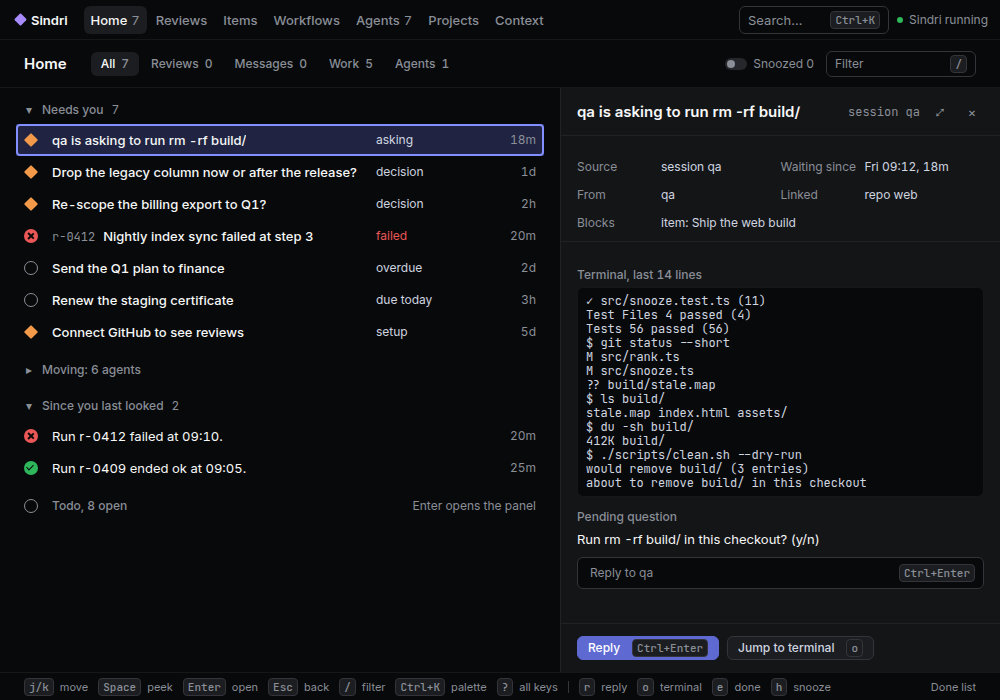 Sindri Home 7 Reviews Items Workflows Agents 7 Projects Context Search... Ctrl+K Sindri running
Home All 7 Reviews 0 Messages 0 Work 5 Agents 1 Snoozed 0 Filter /
Needs you 7
qa is asking to run rm -rf build/ asking 18m
Drop the legacy column now or after the release? decision 1d
Re-scope the billing export to Q1? decision 2h
r-0412 Nightly index sync failed at step 3 failed 20m
Send the Q1 plan to finance overdue 2d
Renew the staging certificate due today 3h
Connect GitHub to see reviews setup 5d
Moving: 6 agents
Since you last looked 2
Run r-0412 failed at 09:10. 20m
Run r-0409 ended ok at 09:05. 25m
Todo, 8 open Enter opens the panel
qa is asking to run rm -rf build/ session qa
Source session qa Waiting since Fri 09:12, 18m
From qa Linked repo web
Blocks item: Ship the web build
Terminal, last 14 lines
✓ src/snooze.test.ts (11)
Test Files 4 passed (4)
Tests 56 passed (56)
$ git status --short
M src/rank.ts
M src/snooze.ts
?? build/stale.map
$ ls build/
stale.map index.html assets/
$ du -sh build/
412K build/
$ ./scripts/clean.sh --dry-run
would remove build/ (3 entries)
about to remove build/ in this checkout
Pending question
Run rm -rf build/ in this checkout? (y/n)
Reply to qa Ctrl+Enter
Reply Ctrl+Enter Jump to terminal o
j/k move Space peek Enter open Esc back / filter Ctrl+K palette ? all keys r reply o terminal e done h snooze Done list